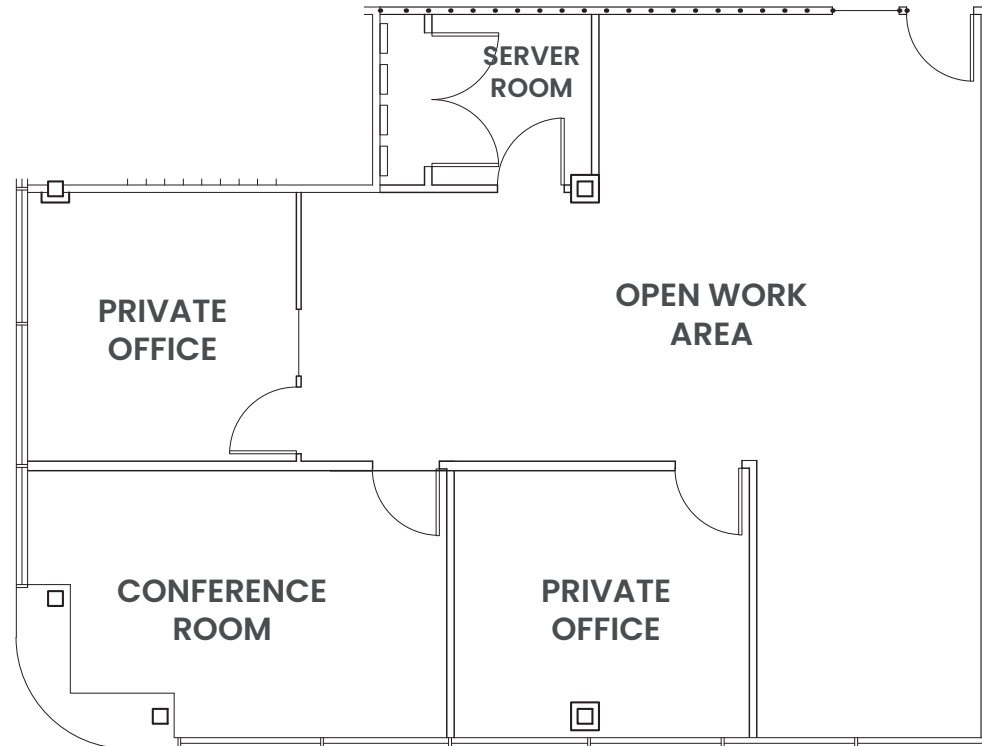 SERVER
ROOM
PRIVATE
OFFICE
OPEN WORK
AREA
CONFERENCE
ROOM
PRIVATE
OFFICE